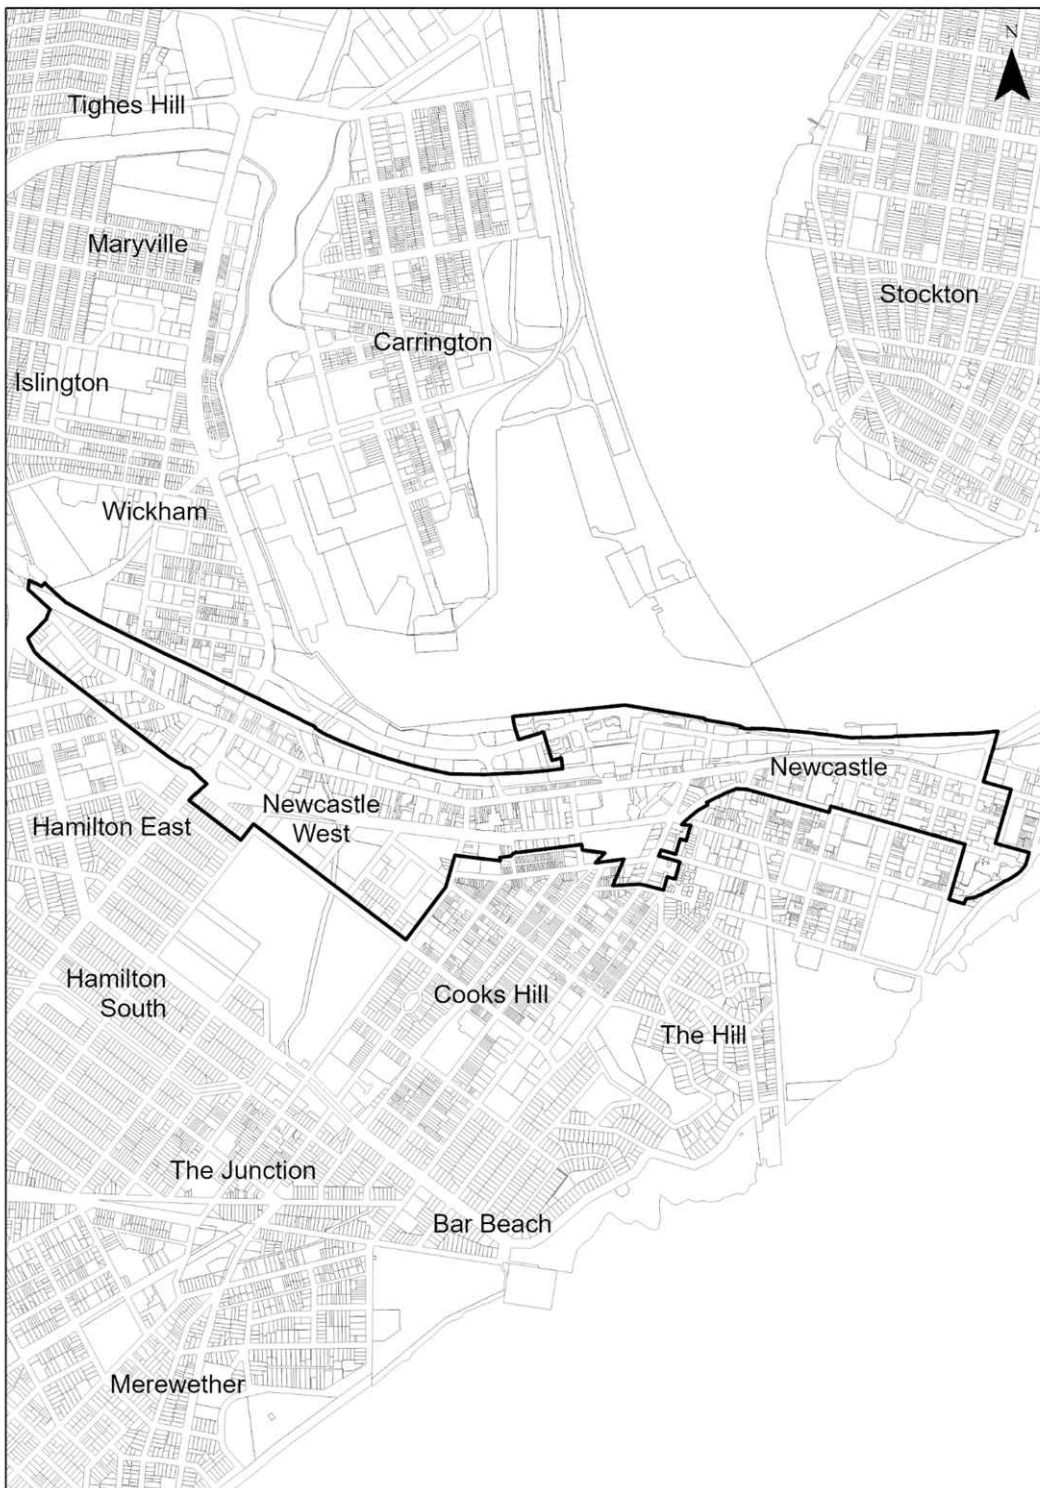 N
Tighes Hill
Maryville
Stockton
Carrington
Islington
Wickham
Newcastle
Newcastle
West
Hamilton East
Hamilton
South
Cooks Hill
The Hill
The Junction
Bar Beach
Merewether